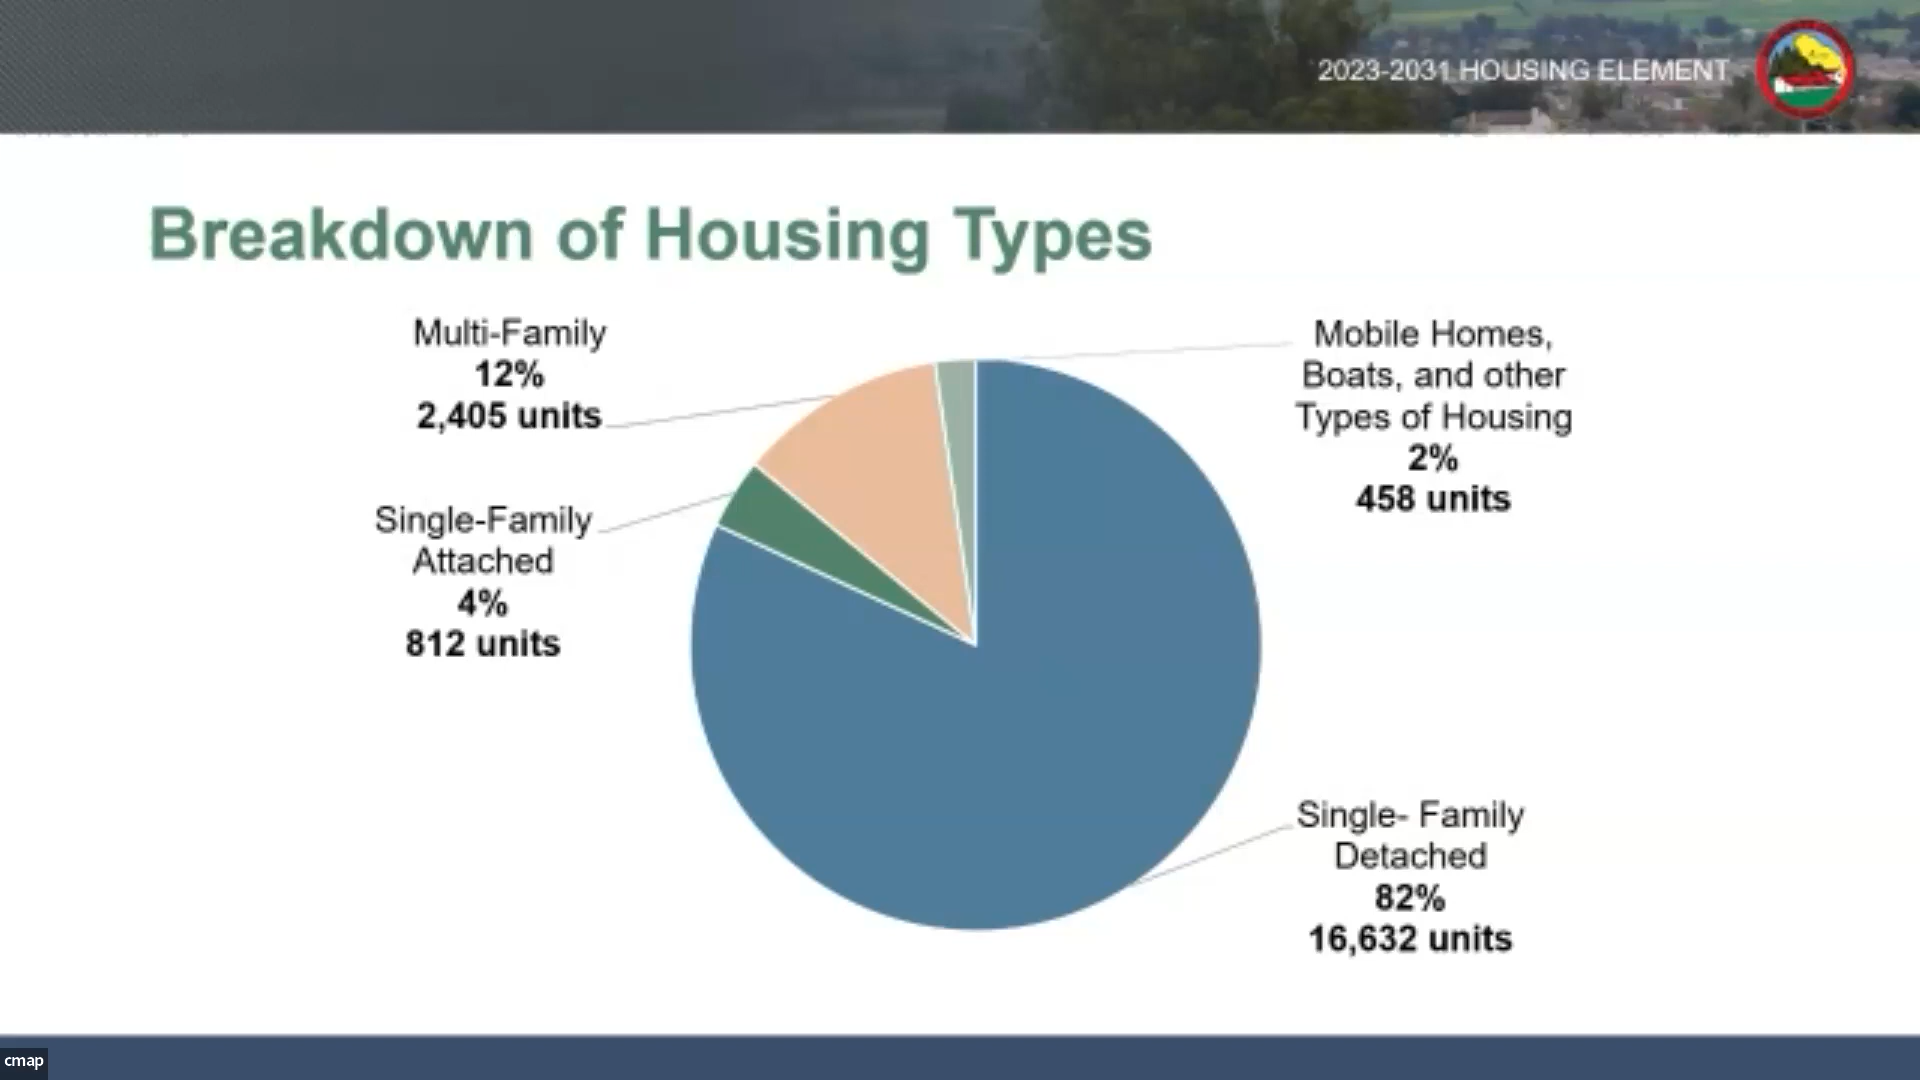 2023-2031 HOUSING ELEMENT
Breakdown of Housing Types
Multi-Family
12%
2,405 units
Single-Family
Attached
4%
812 units
Mobile Homes,
Boats, and other
Types of Housing
2%
458 units
Single- Family
Detached
82%
16,632 units
cmap